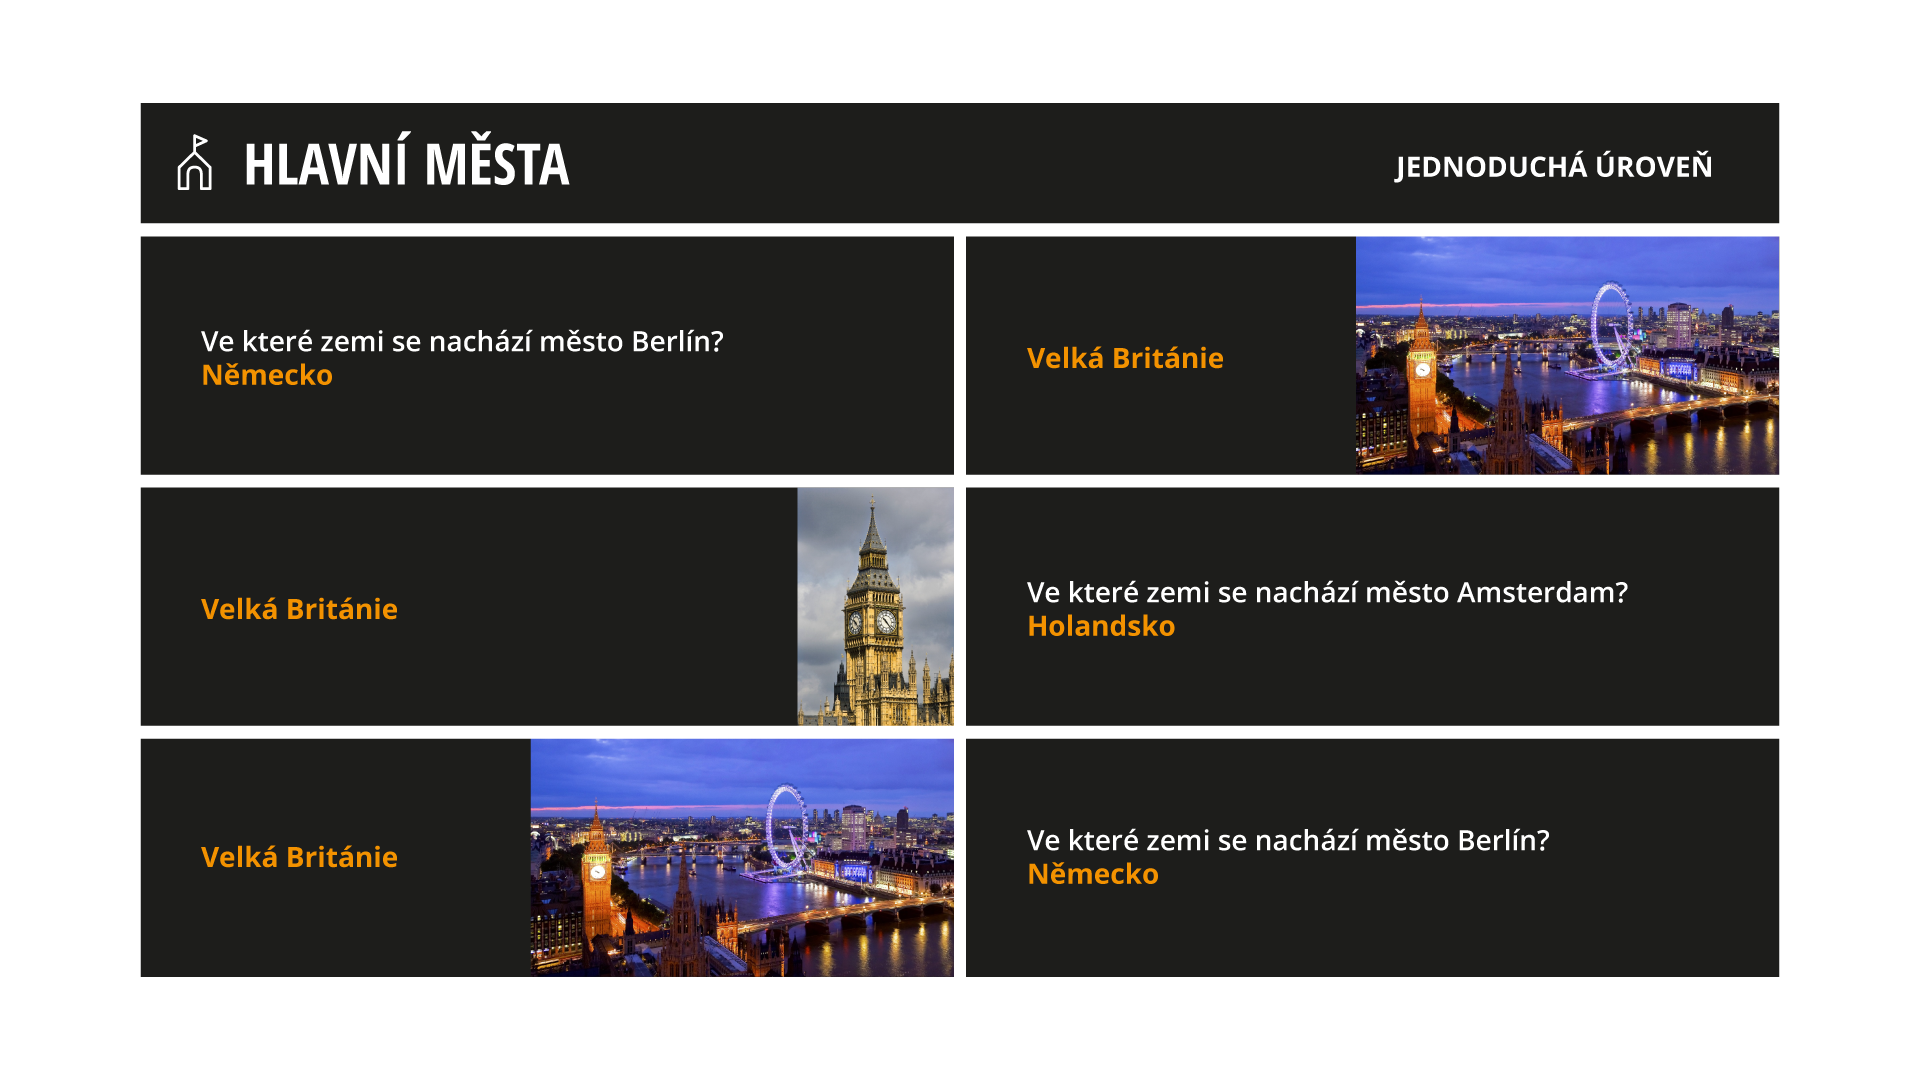 HLAVNÍ MĚSTA
JEDNODUCHÁ ÚROVEŇ
Ve které zemi se nachází město Berlín?
Německo
Velká Británie
Velká Británie
Ve které zemi se nachází město Amsterdam?
Holandsko
Velká Británie
Ve které zemi se nachází město Berlín?
Německo